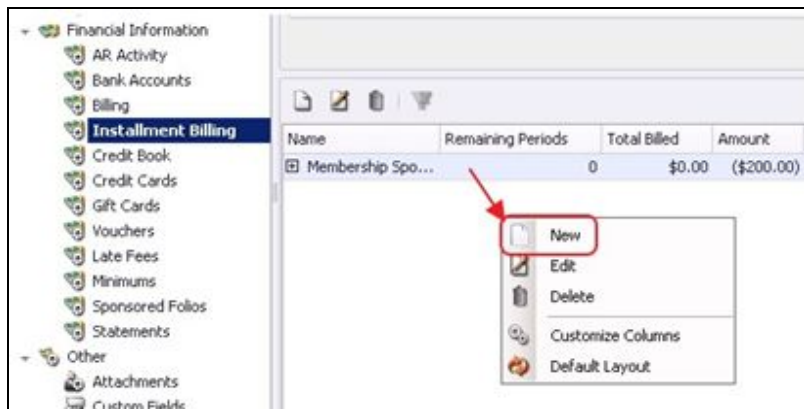 Financial Information
AR Activity
Bank Accounts
Billing
Installment Billing
Credit Book
Credit Cards
Gift Cards
Vouchers
Late Fees
Minimums
Sponsored Folios
Statements
Other
Attachments
Custom Fields
Name Remaining Periods Total Billed Amount
Membership Spo... 0 $0.00 ($200.00)
New
Edit
Delete
Customize Columns
Default Layout